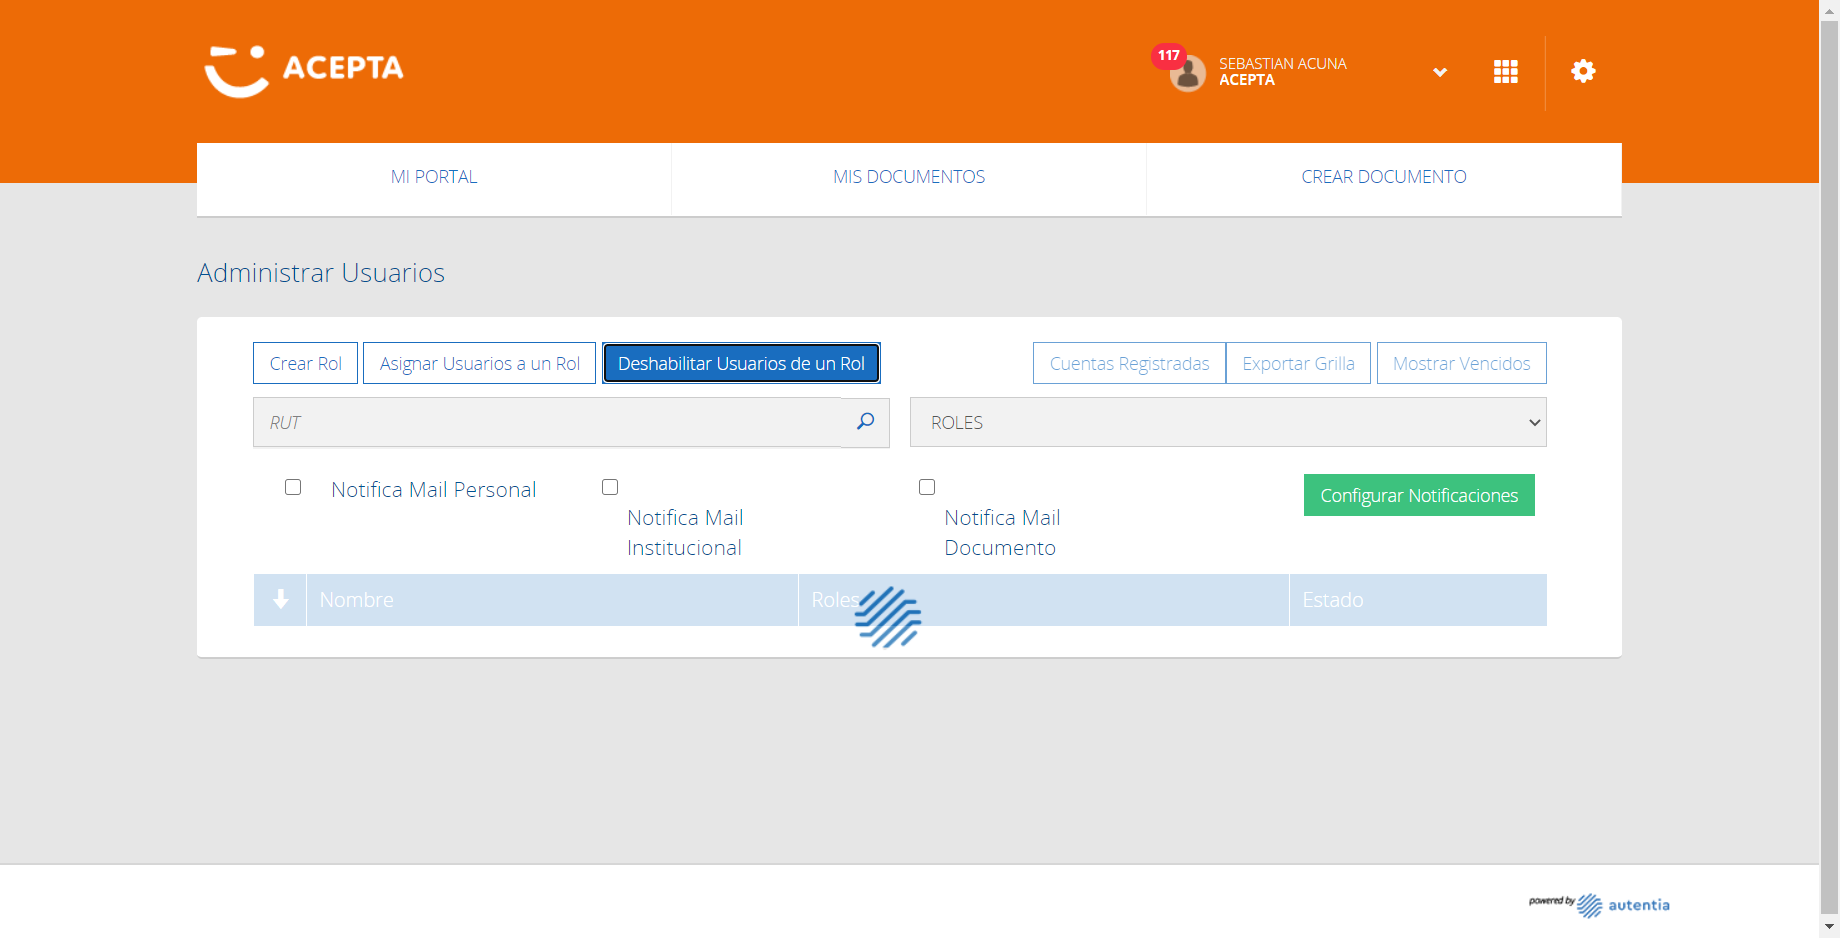 ACEPTA
117
SEBASTIAN ACUNA
ACEPTA
MI PORTAL
MIS DOCUMENTOS
CREAR DOCUMENTO
Administrar Usuarios
Crear Rol
Asignar Usuarios a un Rol
Deshabilitar Usuarios de un Rol
Cuentas Registradas
Exportar Grilla
Mostrar Vencidos
RUT
ROLES
Notifica Mail Personal
Notifica Mail
Institucional
Notifica Mail
Documento
Configurar Notificaciones
Nombre
Roles
Estado
powered by autentia